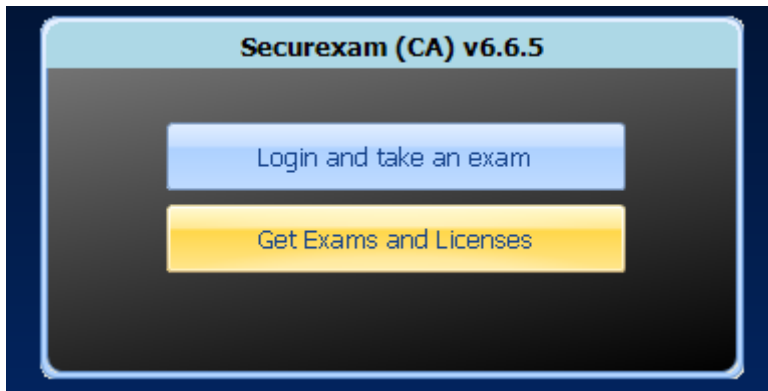 Securexam (CA) v6.6.5
Login and take an exam
Get Exams and Licenses